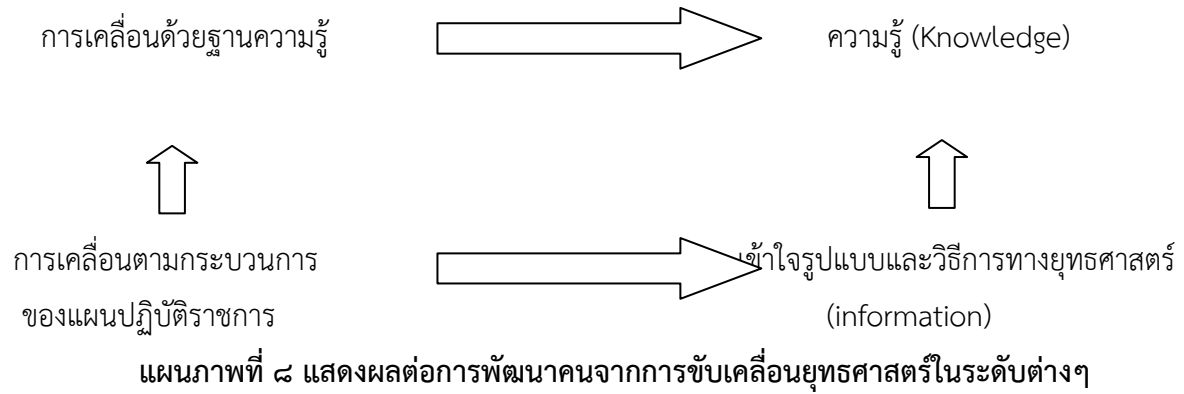 การเคลื่อนด้วยฐานความรู้
ความรู้ (Knowledge)
การเคลื่อนตามกระบวนการ
ของแผนปฏิบัติราชการ
เข้าใจรูปแบบและวิธีการทางยุทธศาสตร์
(information)
แผนภาพที่ ๘ แสดงผลต่อการพัฒนาคนจากการขับเคลื่อนยุทธศาสตร์ในระดับต่างๆ